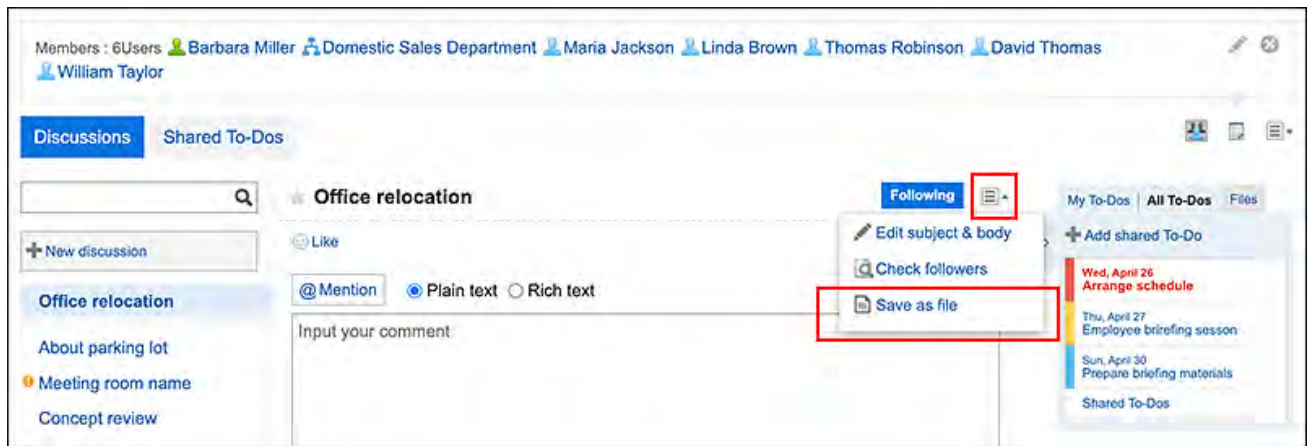 Members : 6Users Barbara Miller Domestic Sales Department Maria Jackson Linda Brown Thomas Robinson David Thomas
William Taylor
Discussions Shared To-Dos
Office relocation
Following
My To-Dos All To-Dos Files
New discussion
Like
Edit subject & body
Add shared To-Do
Check followers
Save as file
@Mention Plain text Rich text
Input your comment
Office relocation
About parking lot
Meeting room name
Concept review
Wed, April 26
Arrange schedule
Thu, April 27
Employee brirefing sesson
Sun, April 30
Prepare briefing materials
Shared To-Dos